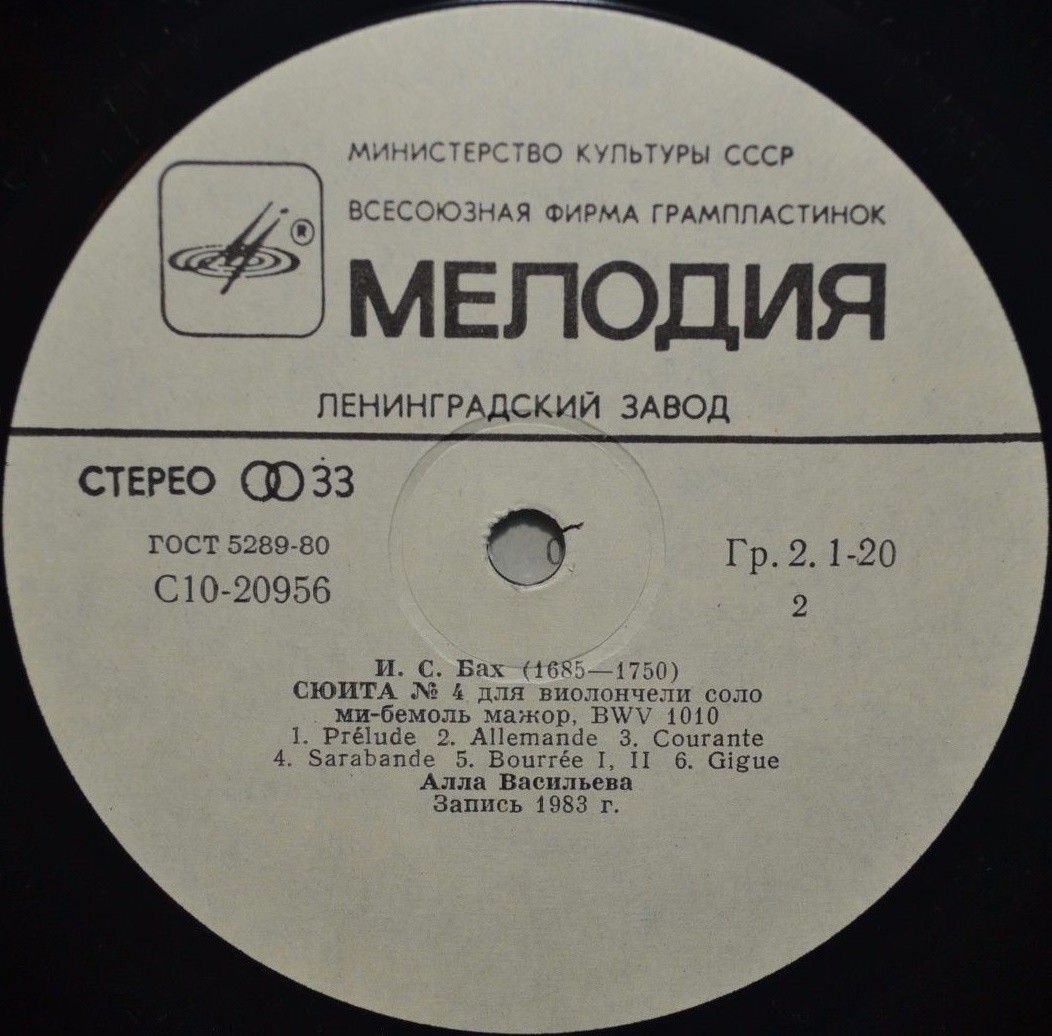 МИНИСТЕРСТВО КУЛЬТУРЫ СССР
®
ВСЕСОЮЗНАЯ ФИРМА ГРАМПЛАСТИНОК
МЕЛОДИЯ
ЛЕНИНГРАДСКИЙ ЗАВОД
СТЕРЕО 33
ГОСТ 5289-80
С10-20956
Гр. 2. 1-20
2
И. С. Бах (1685—1750)
СЮИТА № 4 для виолончели соло
ми-бемоль мажор, BWV 1010
1. Prélude 2. Allemande 3. Courante
4. Sarabande 5. Bourrée I, II 6. Gigue
Алла Васильева
Запись 1983 г.